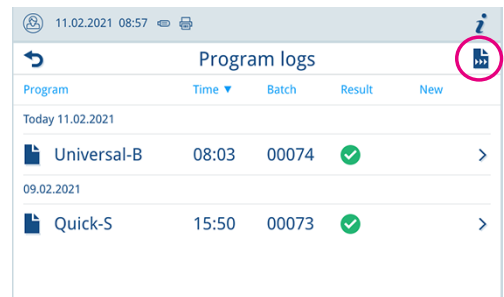 11.02.2021 08:57 i
Program logs
Program Time ▼ Batch Result New
Today 11.02.2021
Universal-B 08:03 00074
09.02.2021
Quick-S 15:50 00073